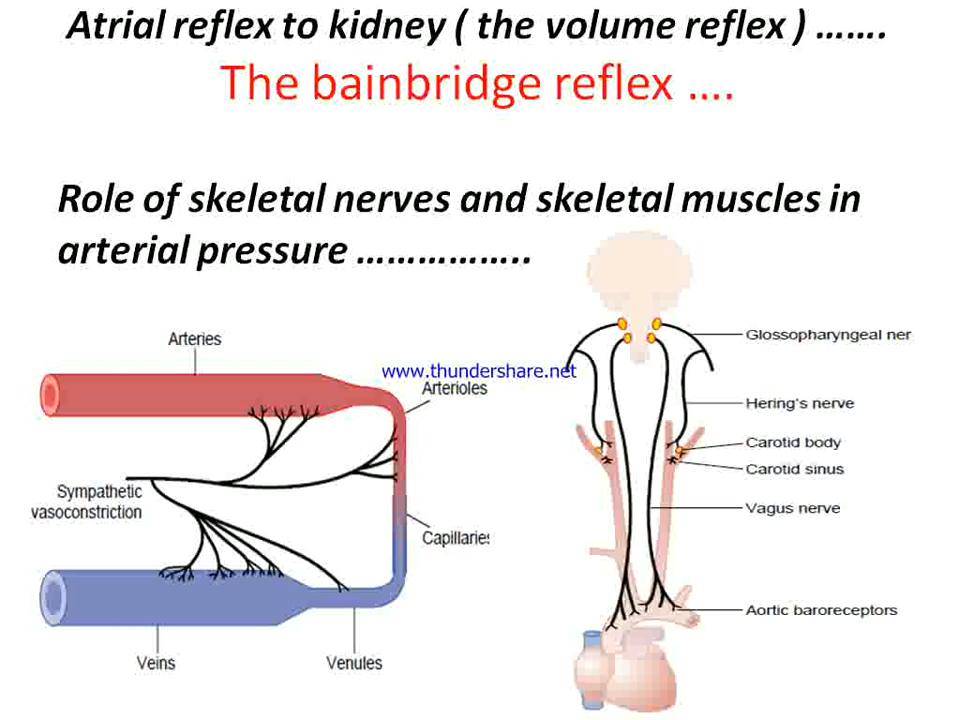 Atrial reflex to kidney ( the volume reflex ) …….
The bainbridge reflex ….
Role of skeletal nerves and skeletal muscles in
arterial pressure ……………..
Arteries
www.thundershare.net
Arterioles
Sympathetic
vasoconstriction
Capillaries
Veins
Venules
Glossopharyngeal ner
Hering's nerve
Carotid body
Carotid sinus
Vagus nerve
Aortic baroreceptors